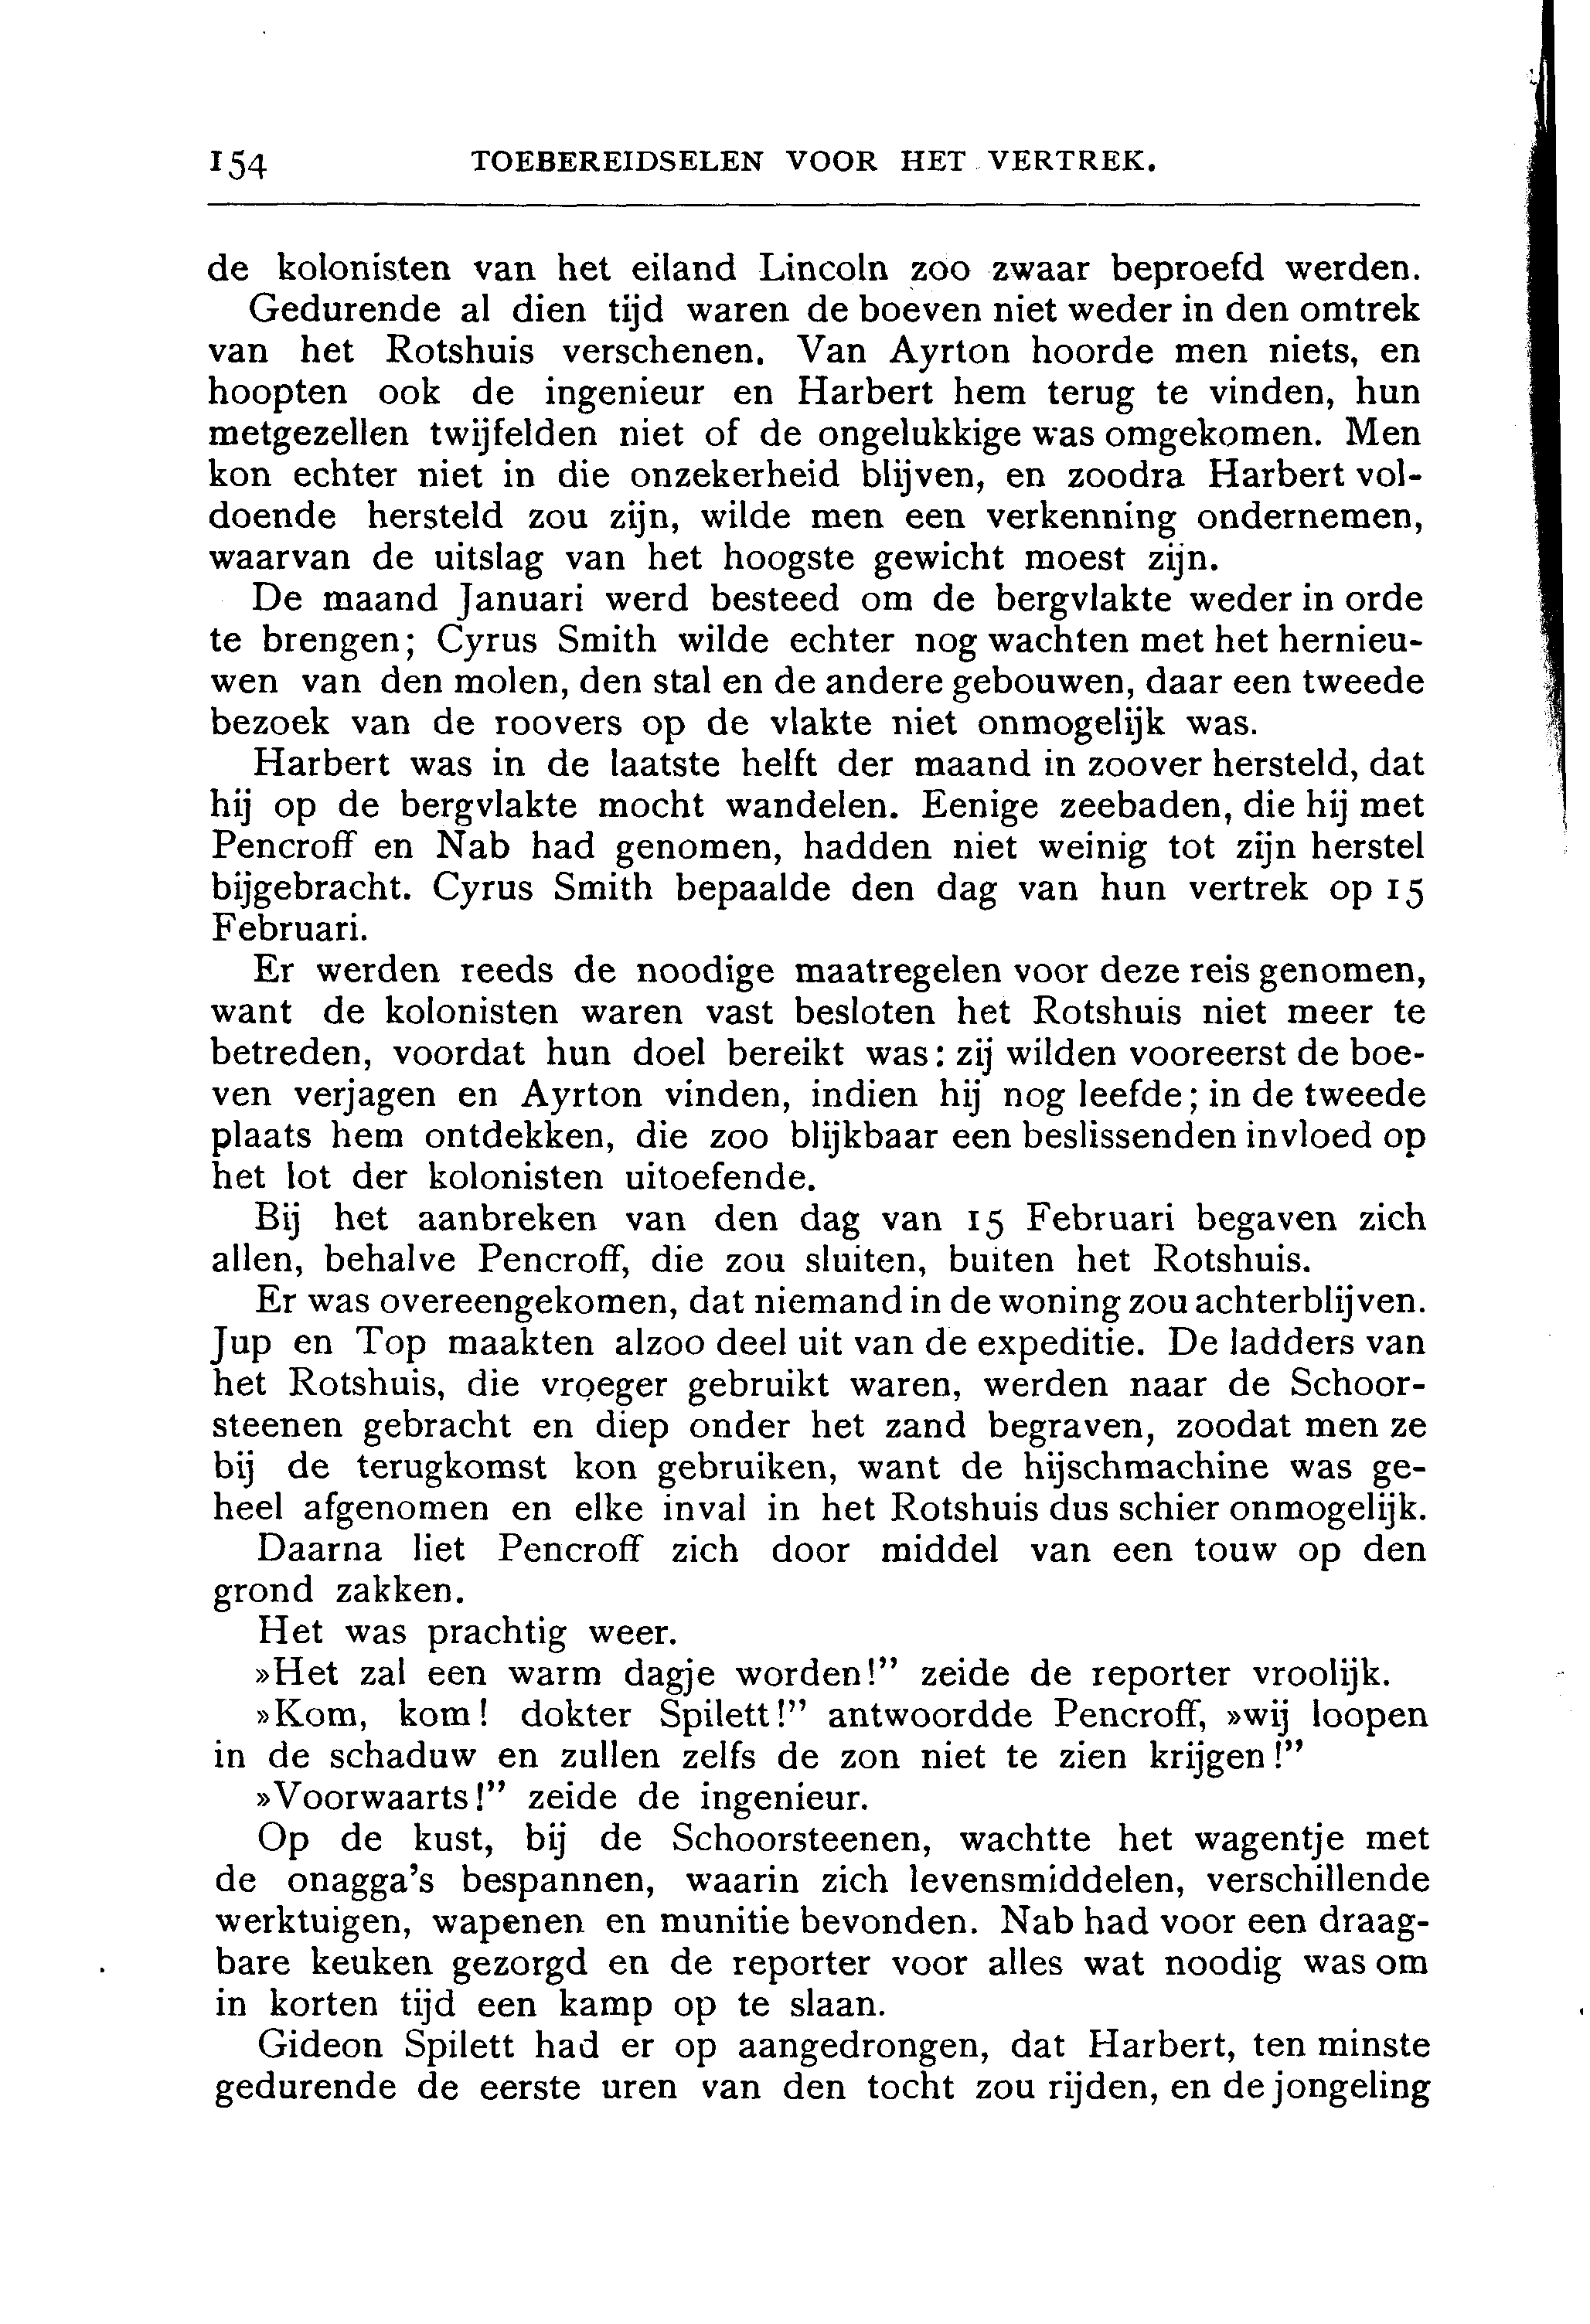 154 TOEBEREIDSELEN VOOR HET VERTREK.
de kolonisten van het eiland Lincoln zoo zwaar beproefd werden.
Gedurende al dien tijd waren de boeven niet weder in den omtrek
van het Rotshuis verschenen. Van Ayrton hoorde men niets, en
hoopten ook de ingenieur en Harbert hem terug te vinden, hun
metgezellen twijfelden niet of de ongelukkige was omgekomen. Men
kon echter niet in die onzekerheid blijven, en zoodra Harbert vol-
doende hersteld zou zijn, wilde men een verkenning ondernemen,
waarvan de uitslag van het hoogste gewicht moest zijn.
De maand Januari werd besteed om de bergvlakte weder in orde
te brengen; Cyrus Smith wilde echter nog wachten met het hernieu-
wen van den molen, den stal en de andere gebouwen, daar een tweede
bezoek van de roovers op de vlakte niet onmogelijk was.
Harbert was in de laatste helft der maand in zoover hersteld, dat
hij op de bergvlakte mocht wandelen. Eenige zeebaden, die hij met
Pencroff en Nab had genomen, hadden niet weinig tot zijn herstel
bijgebracht. Cyrus Smith bepaalde den dag van hun vertrek op 15
Februari.
Er werden reeds de noodige maatregelen voor deze reis genomen,
want de kolonisten waren vast besloten het Rotshuis niet meer te
betreden, voordat hun doel bereikt was: zij wilden vooreerst de boe-
ven verjagen en Ayrton vinden, indien hij nog leefde; in de tweede
plaats hem ontdekken, die zoo blijkbaar een beslissenden invloed op
het lot der kolonisten uitoefende.
Bij het aanbreken van den dag van 15 Februari begaven zich
allen, behalve Pencroff, die zou sluiten, buiten het Rotshuis.
Er was overeengekomen, dat niemand in de woning zou achterblijven.
Jup en Top maakten alzoo deel uit van de expeditie. De ladders van
het Rotshuis, die vroeger gebruikt waren, werden naar de Schoor-
steenen gebracht en diep onder het zand begraven, zoodat men ze
bij de terugkomst kon gebruiken, want de hijschmachine was ge-
heel afgenomen en elke inval in het Rotshuis dus schier onmogelijk.
Daarna liet Pencroff zich door middel van een touw op den
grond zakken.
Het was prachtig weer.
»Het zal een warm dagje worden!” zeide de reporter vroolijk.
»Kom, kom! dokter Spilett!” antwoordde Pencroff, »wij loopen
in de schaduw en zullen zelfs de zon niet te zien krijgen!”
»Voorwaarts!” zeide de ingenieur.
Op de kust, bij de Schoorsteenen, wachtte het wagentje met
de onagga’s bespannen, waarin zich levensmiddelen, verschillende
werktuigen, wapenen en munitie bevonden. Nab had voor een draag-
bare keuken gezorgd en de reporter voor alles wat noodig was om
in korten tijd een kamp op te slaan.
Gideon Spilett had er op aangedrongen, dat Harbert, ten minste
gedurende de eerste uren van den tocht zou rijden, en de jongeling